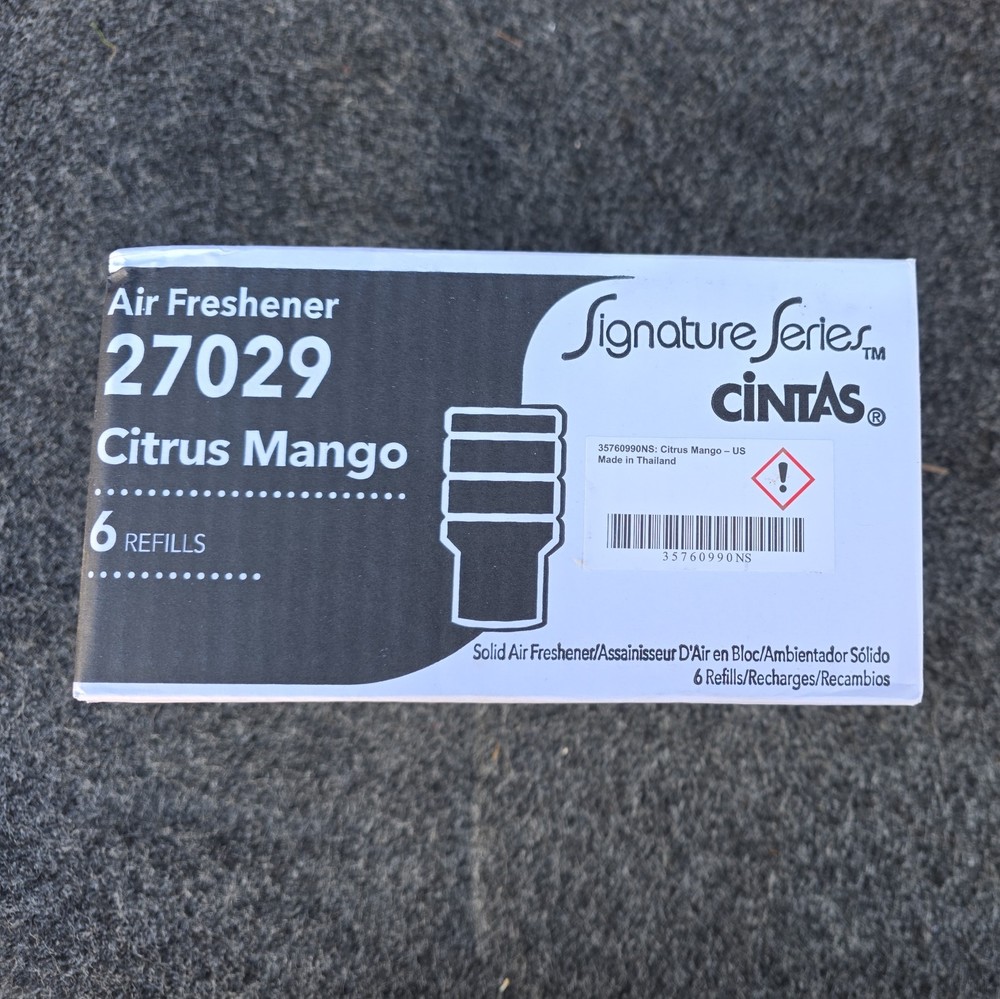 Air Freshener
27029
Citrus Mango
6 REFILLS
Signature Series™
CiNTAS®
35760990NS: Citrus Mango – US
Made in Thailand
35760990NS
Solid Air Freshener/Assainisseur D'Air en Bloc/Ambientador Sólido
6 Refills/Recharges/Recambios